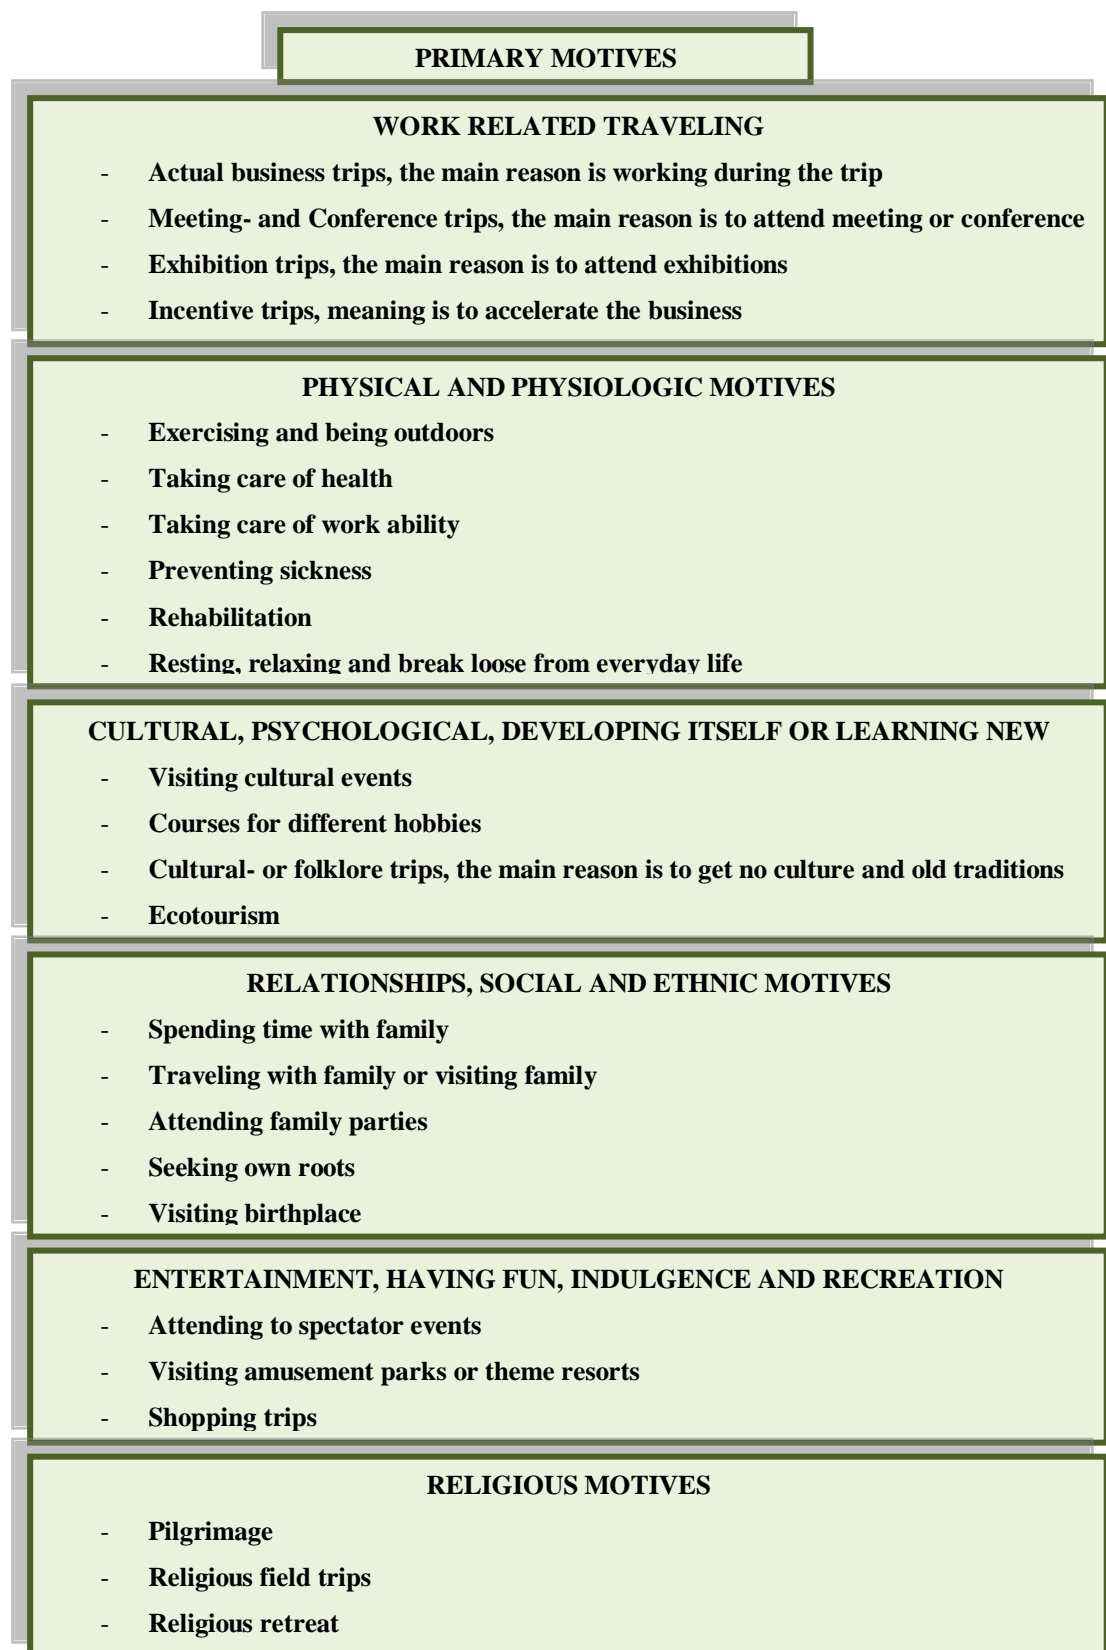 PRIMARY MOTIVES
WORK RELATED TRAVELING
- Actual business trips, the main reason is working during the trip
- Meeting- and Conference trips, the main reason is to attend meeting or conference
- Exhibition trips, the main reason is to attend exhibitions
- Incentive trips, meaning is to accelerate the business
PHYSICAL AND PHYSIOLOGIC MOTIVES
- Exercising and being outdoors
- Taking care of health
- Taking care of work ability
- Preventing sickness
- Rehabilitation
- Resting, relaxing and break loose from everyday life
CULTURAL, PSYCHOLOGICAL, DEVELOPING ITSELF OR LEARNING NEW
- Visiting cultural events
- Courses for different hobbies
- Cultural- or folklore trips, the main reason is to get no culture and old traditions
- Ecotourism
RELATIONSHIPS, SOCIAL AND ETHNIC MOTIVES
- Spending time with family
- Traveling with family or visiting family
- Attending family parties
- Seeking own roots
- Visiting birthplace
ENTERTAINMENT, HAVING FUN, INDULGENCE AND RECREATION
- Attending to spectator events
- Visiting amusement parks or theme resorts
- Shopping trips
RELIGIOUS MOTIVES
- Pilgrimage
- Religious field trips
- Religious retreat